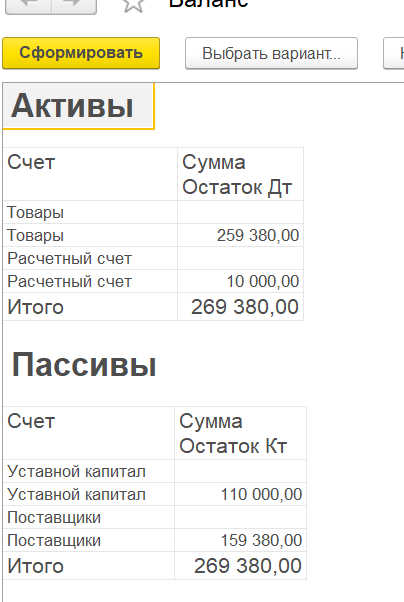 Баланс
Сформировать
Выбрать вариант...
Активы
Счет
Сумма
Остаток Дт
Товары
Товары 259 380,00
Расчетный счет
Расчетный счет 10 000,00
Итого 269 380,00
Пассивы
Счет
Сумма
Остаток Кт
Уставной капитал
Уставной капитал 110 000,00
Поставщики
Поставщики 159 380,00
Итого 269 380,00